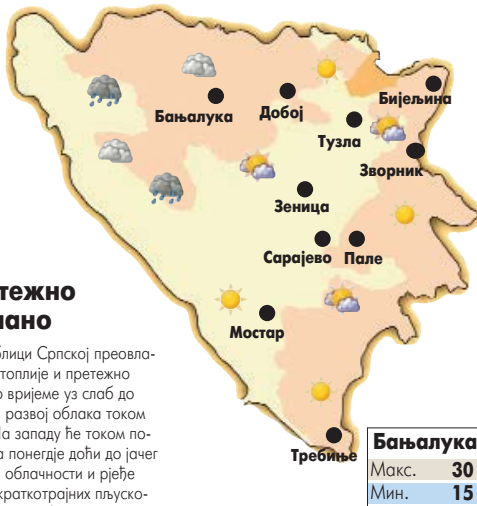 Бањалука
Добој
Бијељина
Тузла
Зворник
Зеница
Сарајево Пале
Мостар
Требиње
тежно
ано
блици Српској преовла-
топлије и претежно
вријеме уз слаб до
развој облака током
а западу ће током по-
а понегдје доћи до јачег
облачности и рјеђе
краткотрајних пљуско-
Бањалука
Макс. 30
Мин. 15